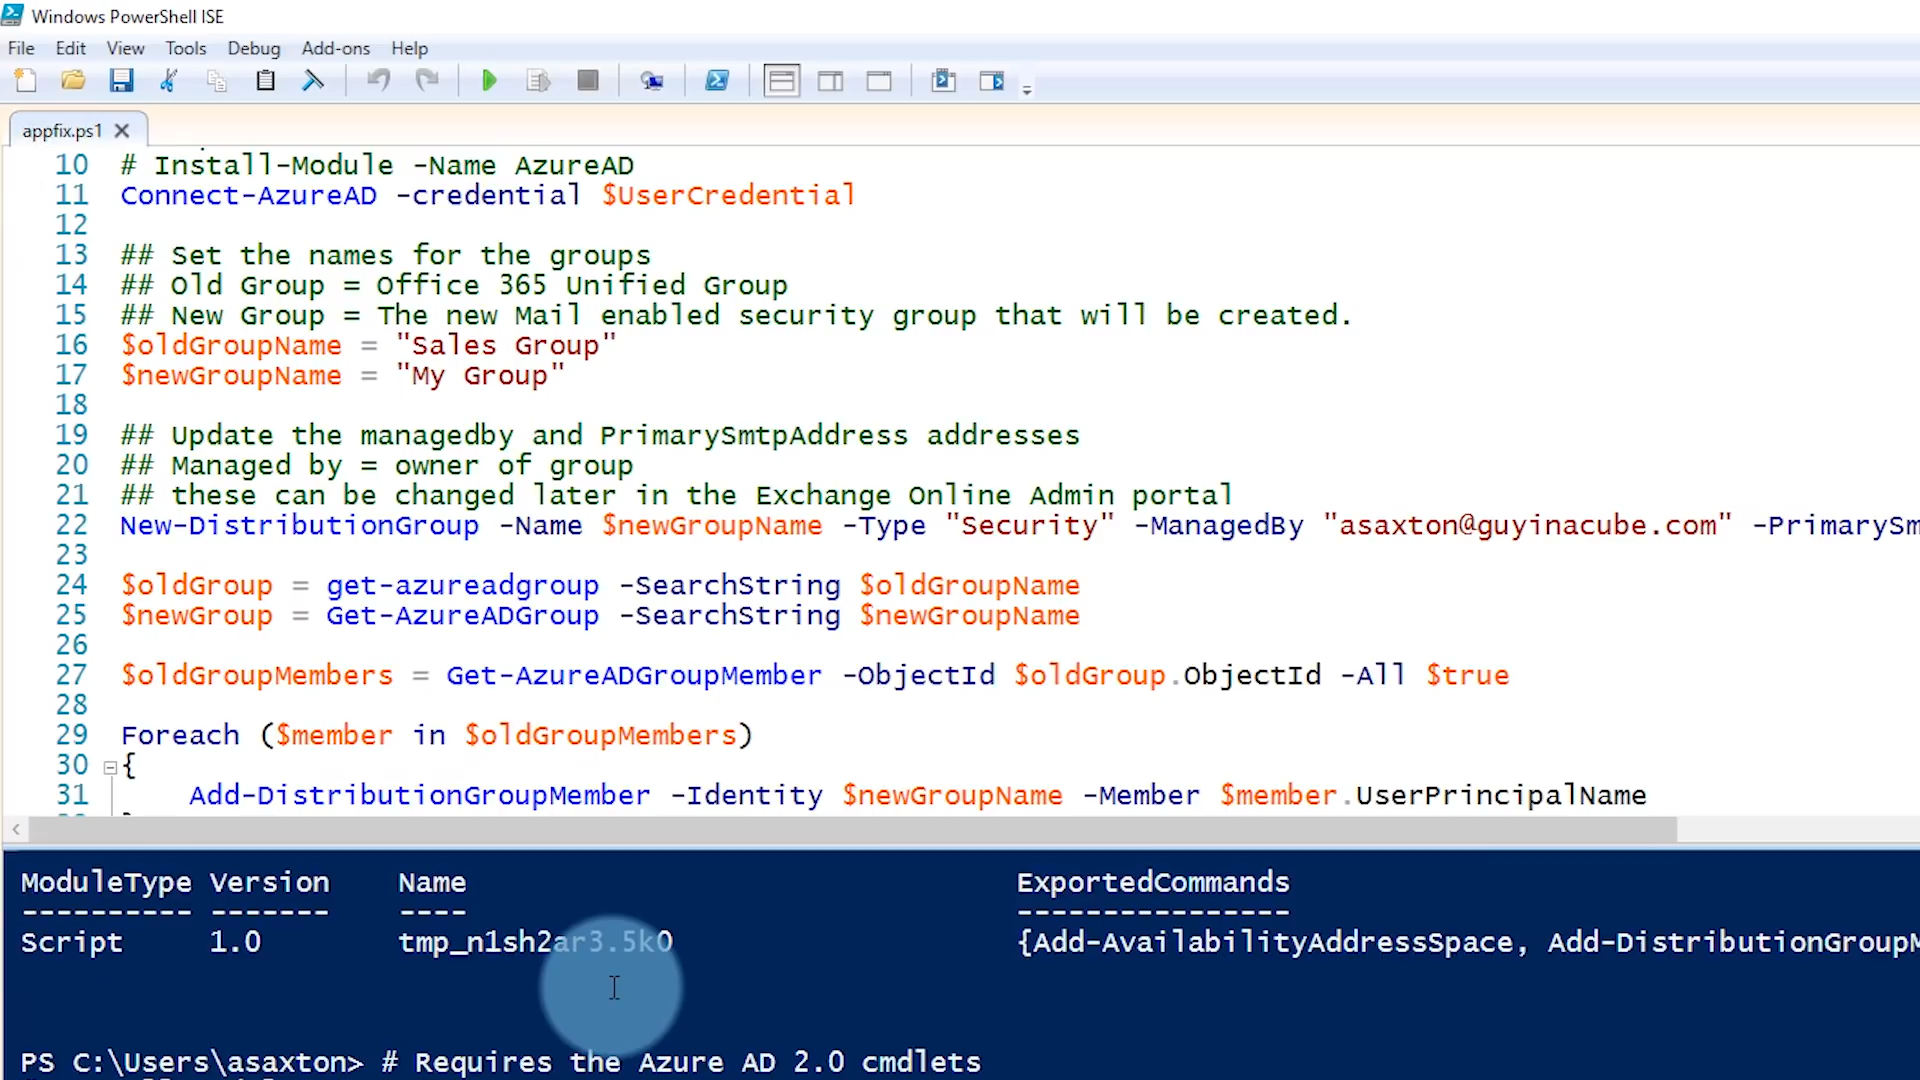 Windows PowerShell ISE
File Edit View Tools Debug Add-ons Help
appfix.ps1
10 # Install-Module -Name AzureAD
11 Connect-AzureAD -credential $UserCredential
12
13 ## Set the names for the groups
14 ## Old Group = Office 365 Unified Group
15 ## New Group = The new Mail enabled security group that will be created.
16 $oldGroupName = "Sales Group"
17 $newGroupName = "My Group"
18
19 ## Update the managedby and PrimarySmtpAddress addresses
20 ## Managed by = owner of group
21 ## these can be changed later in the Exchange Online Admin portal
22 New-DistributionGroup -Name $newGroupName -Type "Security" -ManagedBy "asaxton@guyinacube.com" -PrimarySm
23
24 $oldGroup = get-azureadgroup -SearchString $oldGroupName
25 $newGroup = Get-AzureADGroup -SearchString $newGroupName
26
27 $oldGroupMembers = Get-AzureADGroupMember -ObjectId $oldGroup.ObjectId -All $true
28
29 Foreach ($member in $oldGroupMembers)
30 {
31 Add-DistributionGroupMember -Identity $newGroupName -Member $member.UserPrincipalName
ModuleType Version Name ExportedCommands
---------- ------- ---- ----------------
Script 1.0 tmp_n1sh2ar3.5k0 {Add-AvailabilityAddressSpace, Add-DistributionGroupM
PS C:\Users\asaxton> # Requires the Azure AD 2.0 cmdlets